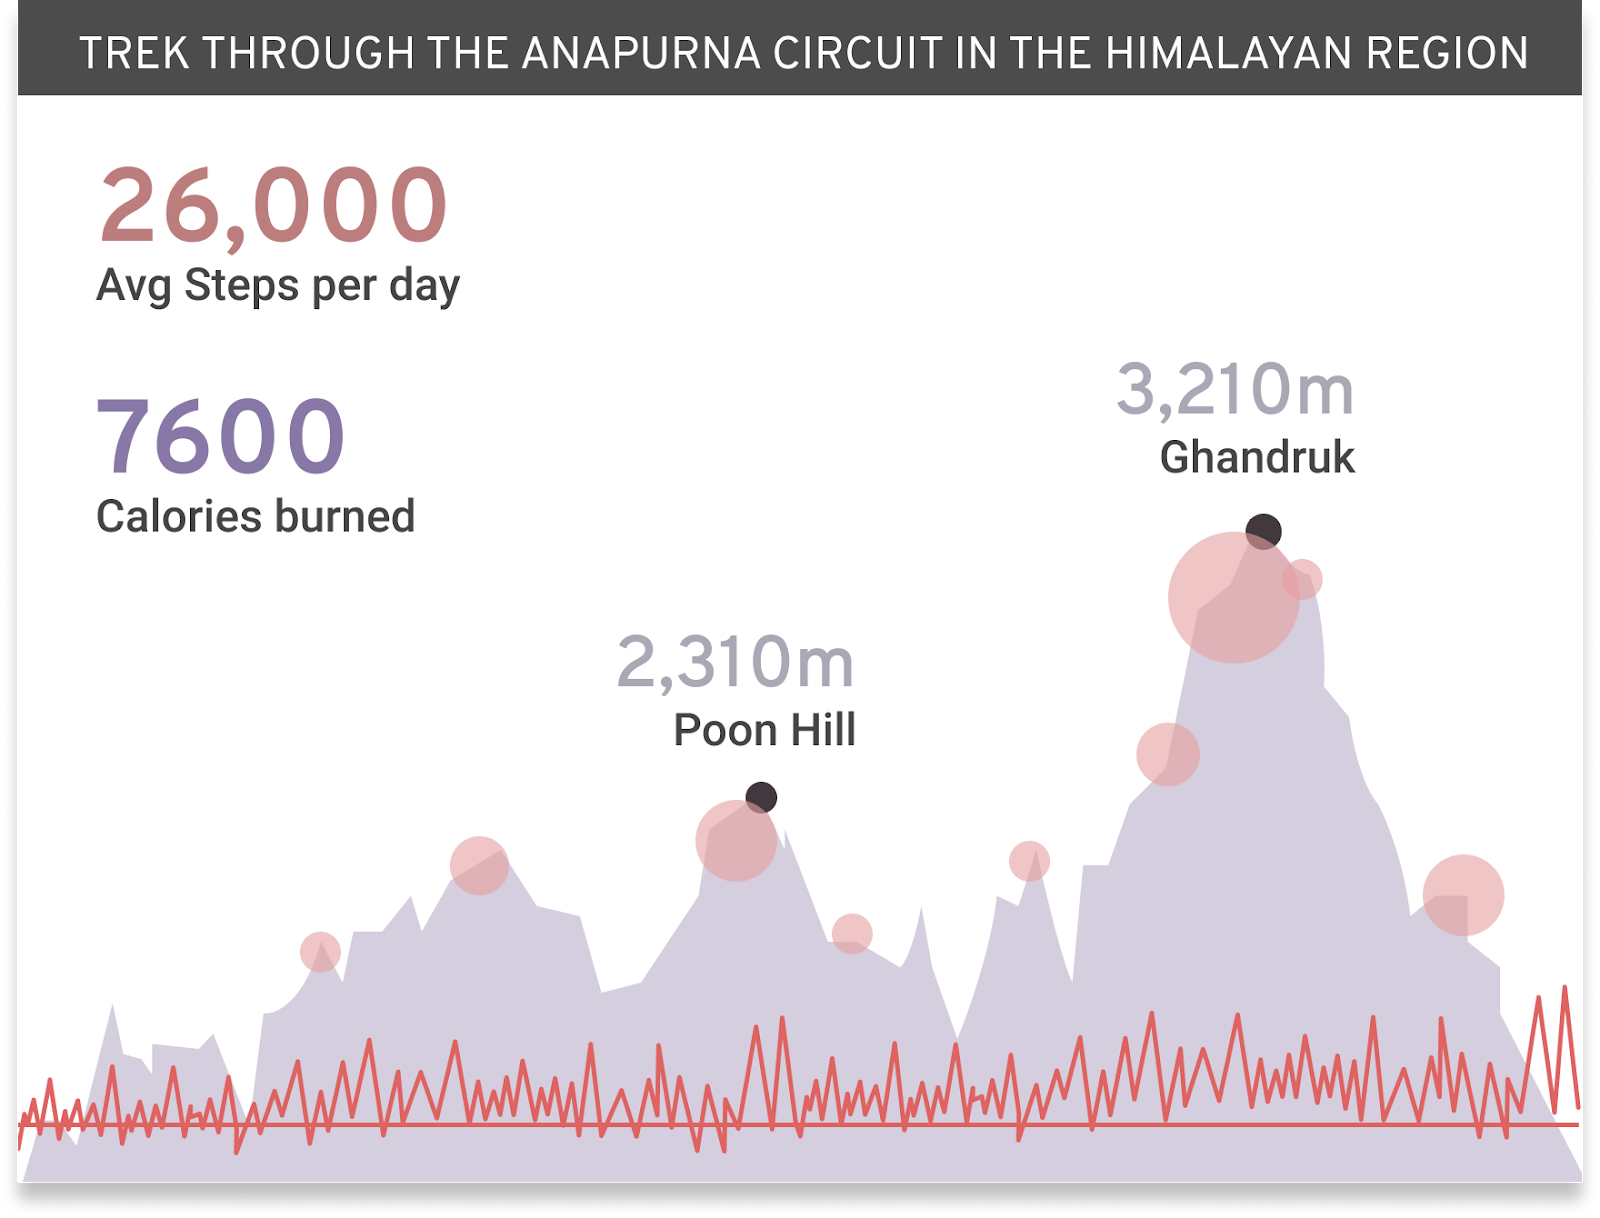 TREK THROUGH THE ANAPURNA CIRCUIT IN THE HIMALAYAN REGION
26,000
Avg Steps per day
7600
Calories burned
3,210m
Ghandruk
2,310m
Poon Hill